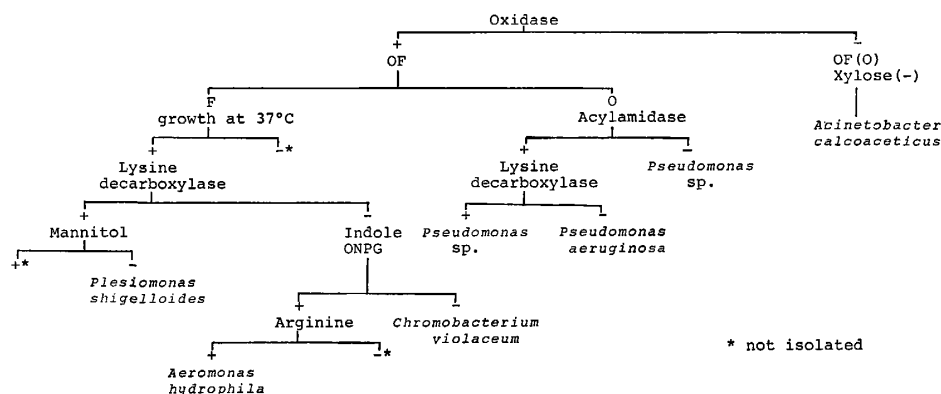 Oxidase
+
-
OF
OF(O)
Xylose(-)
F
O
growth at 37°C
Acylamidase
Acinetobacter
calcoaceticus
+
-*
+
-
Lysine
decarboxylase
Lysine
decarboxylase
Pseudomonas
sp.
+
-
+
-
Mannitol
Indole
ONPG
Pseudomonas
sp.
Pseudomonas
aeruginosa
+*
-
Plesiomonas
shigelloides
+
-
Arginine
Chromobacterium
violaceum
+
-*
* not isolated
Aeromonas
hydrophila